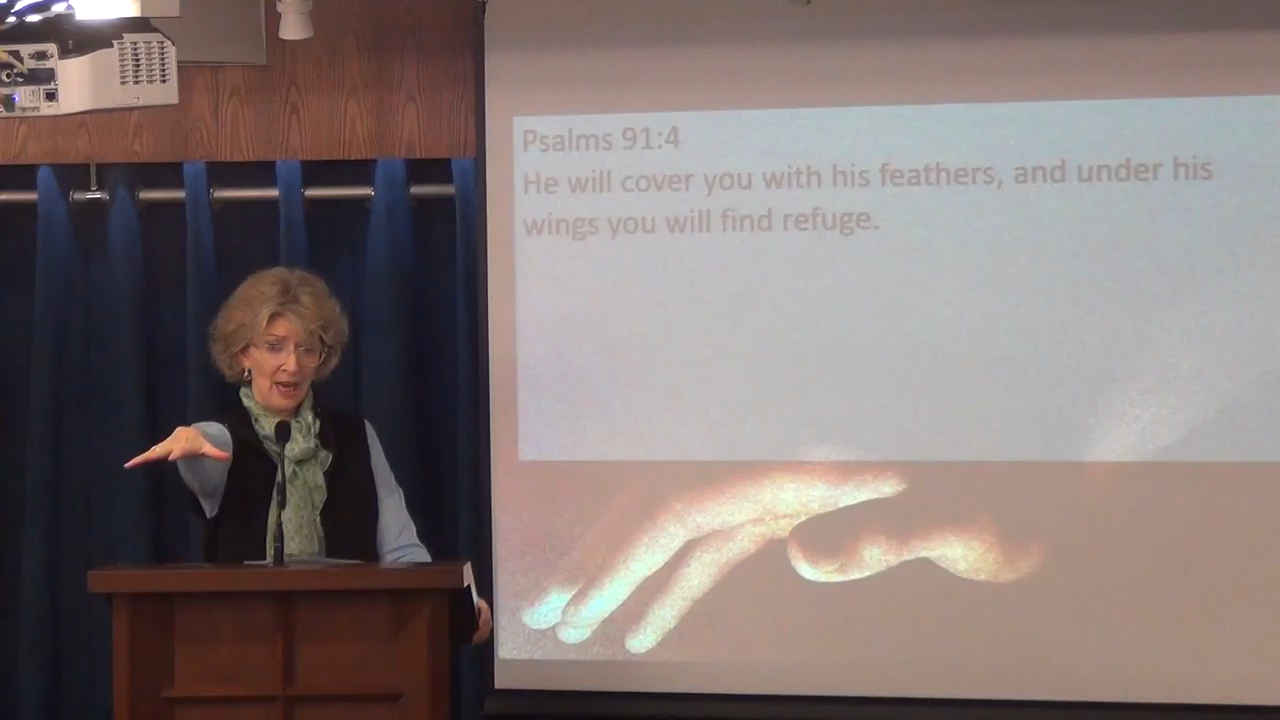 Psalms 91:4
He will cover you with his feathers, and under his
wings you will find refuge.